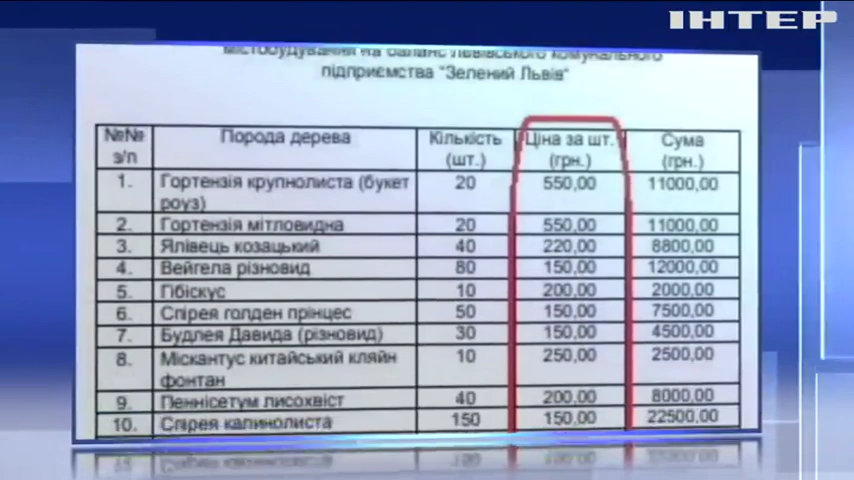 ІНТЕР
містобудування на баланс Львівського комунального
підприємства "Зелений Львів"
№№ з/п Порода дерева Кількість (шт.) Ціна за шт. (грн.) Сума (грн.)
1. Гортензія крупнолиста (букет роуз) 20 550,00 11000,00
2. Гортензія мітловидна 20 550,00 11000,00
3. Ялівець козацький 40 220,00 8800,00
4. Вейгела різновид 80 150,00 12000,00
5. Гібіскус 10 200,00 2000,00
6. Спірея голден прінцес 50 150,00 7500,00
7. Будлея Давида (різновид) 30 150,00 4500,00
8. Міскантус китайський кляйн фонтан 10 250,00 2500,00
9. Пеннісетум лисохвіст 40 200,00 8000,00
10. Спірея калинолиста 150 150,00 22500,00